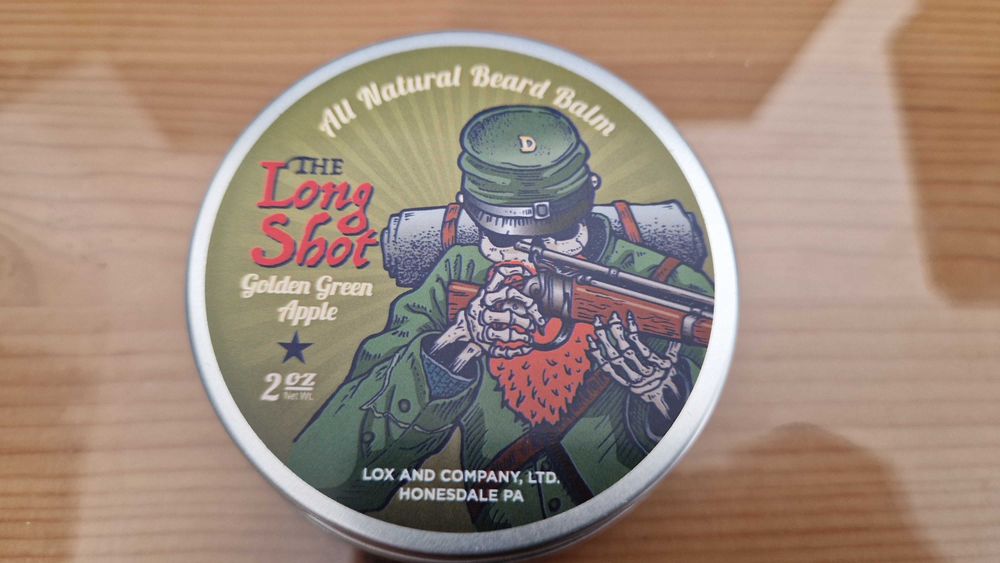 All Natural Beard Balm
D
THE
Long
Shot
Golden Green
Apple
2 oz
Net Wt.
LOX AND COMPANY, LTD.
HONESDALE PA